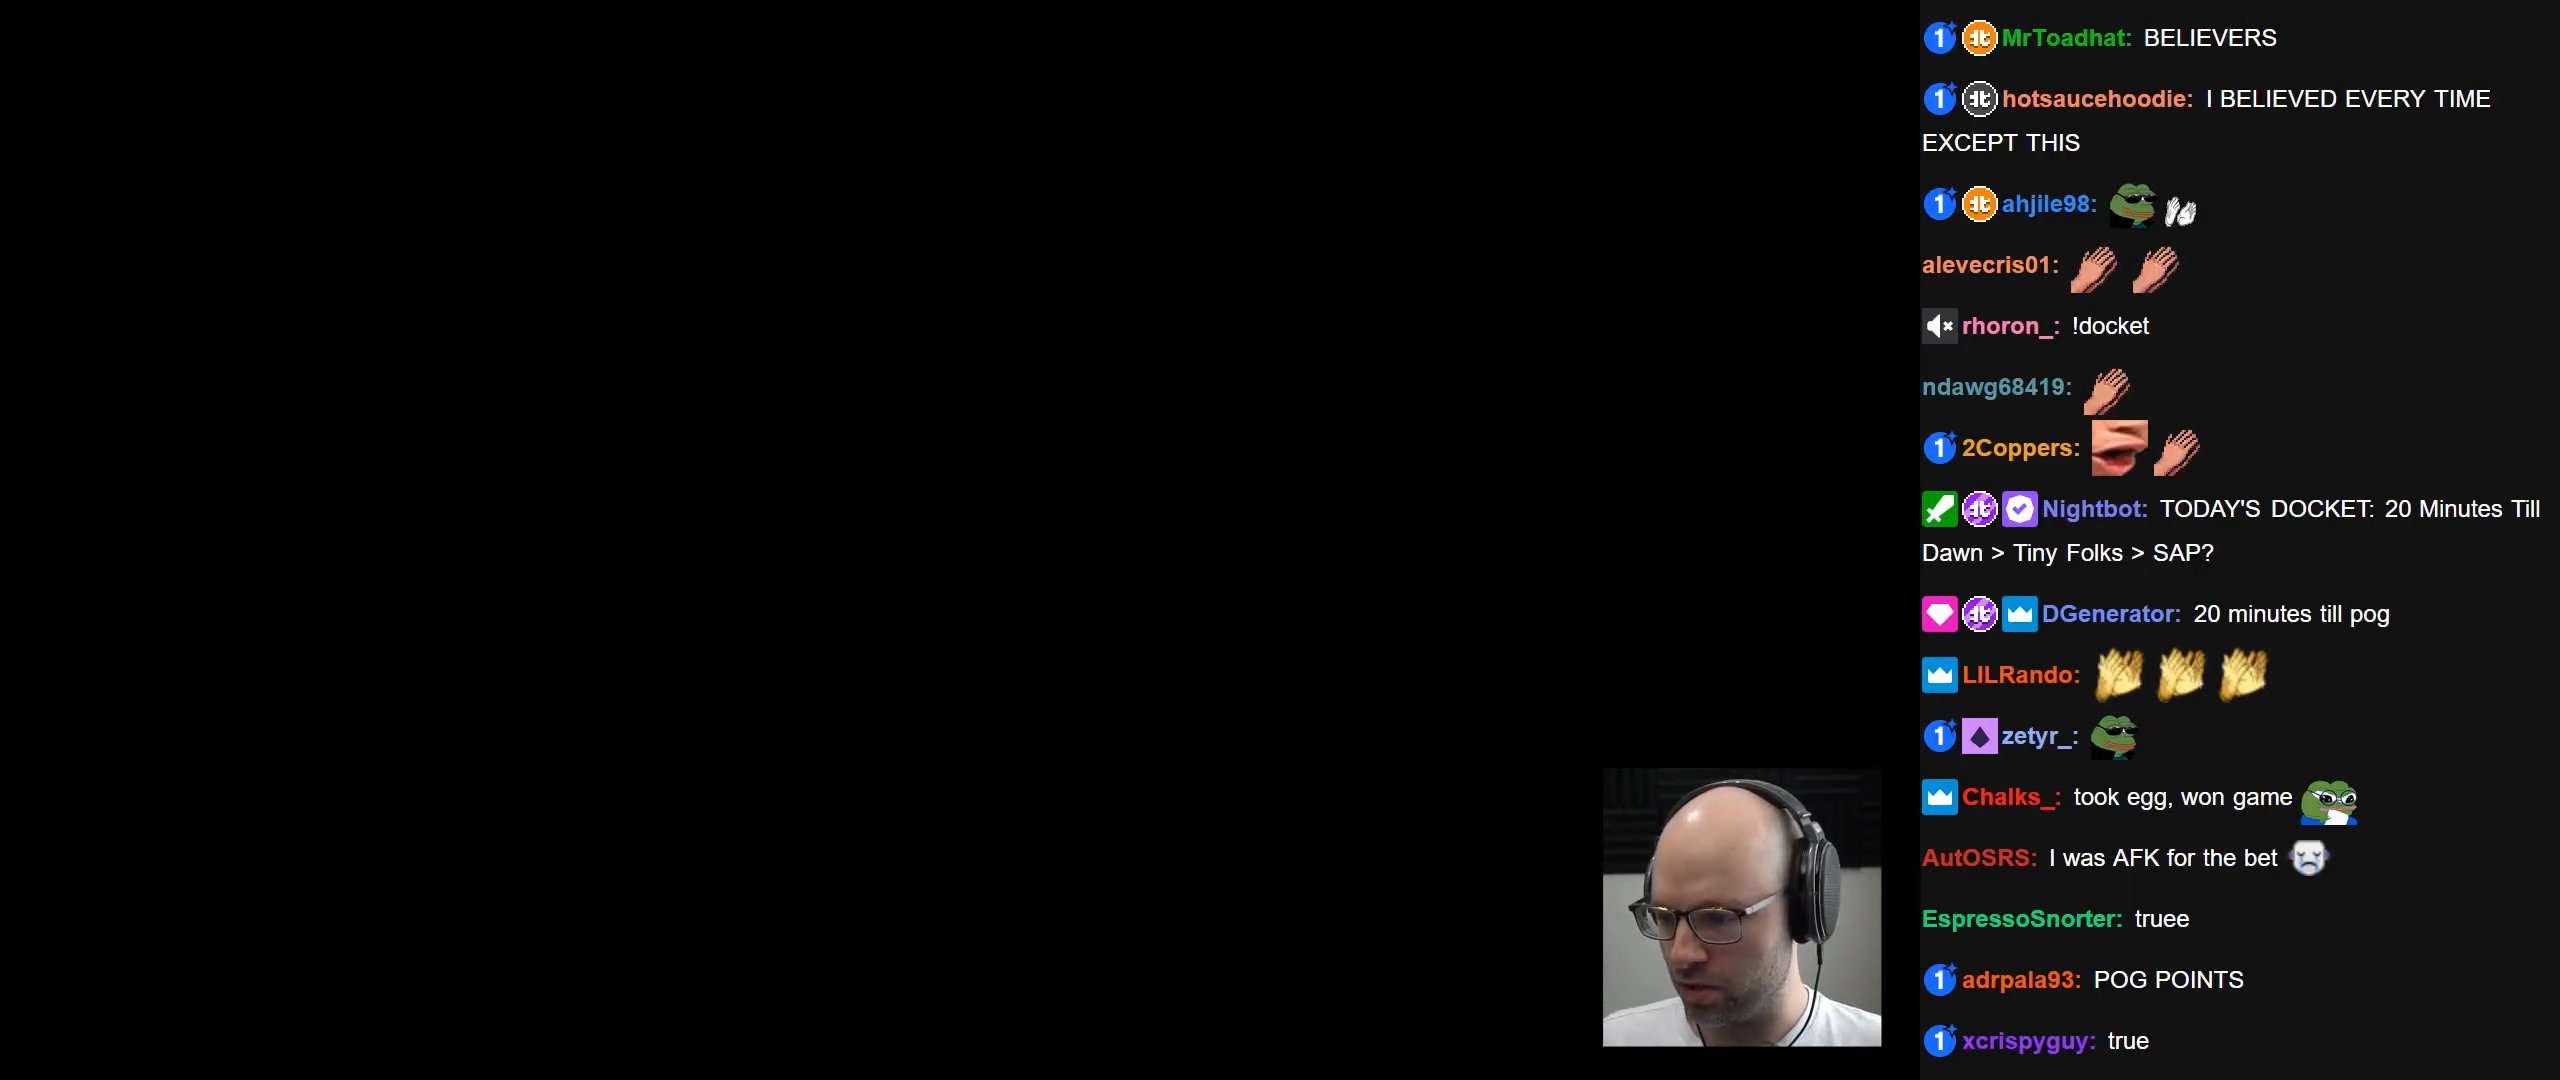 MrToadhat: BELIEVERS
hotsaucehoodie: I BELIEVED EVERY TIME
EXCEPT THIS
ahjile98:
alevecris01:
rhoron_: !docket
ndawg68419:
2Coppers:
Nightbot: TODAY'S DOCKET: 20 Minutes Till
Dawn > Tiny Folks > SAP?
DGenerator: 20 minutes till pog
LILRando:
zetyr_:
Chalks_: took egg, won game
AutOSRS: I was AFK for the bet
EspressoSnorter: truee
adrpala93: POG POINTS
xcrispyguy: true